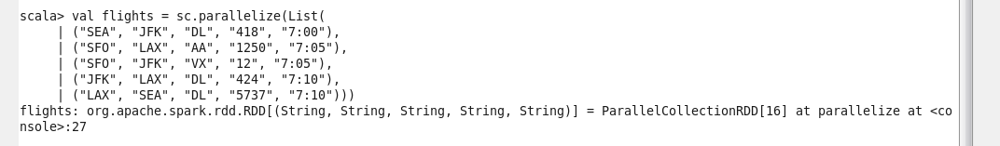 scala> val flights = sc.parallelize(List(
     | ("SEA", "JFK", "DL", "418", "7:00"),
     | ("SFO", "LAX", "AA", "1250", "7:05"),
     | ("SFO", "JFK", "VX", "12", "7:05"),
     | ("JFK", "LAX", "DL", "424", "7:10"),
     | ("LAX", "SEA", "DL", "5737", "7:10")))
flights: org.apache.spark.rdd.RDD[(String, String, String, String, String)] = ParallelCollectionRDD[16] at parallelize at <co
nsole>:27